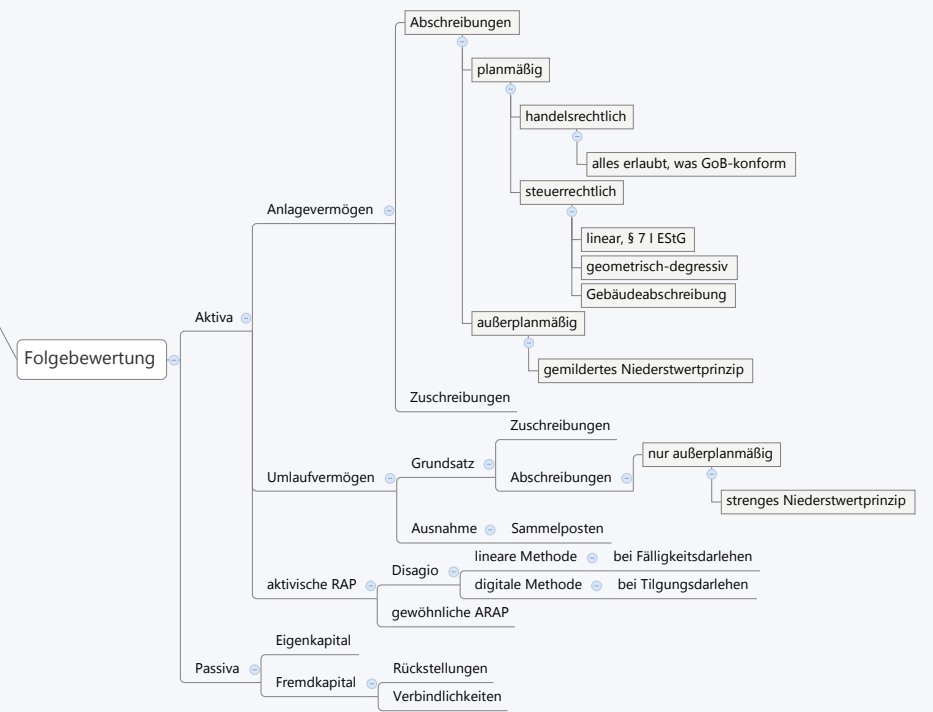 Folgebewertung
Aktiva
Anlagevermögen
Abschreibungen
planmäßig
handelsrechtlich
alles erlaubt, was GoB-konform
steuerrechtlich
linear, § 7 I EStG
geometrisch-degressiv
Gebäudeabschreibung
außerplanmäßig
gemildertes Niederstwertprinzip
Zuschreibungen
Umlaufvermögen
Grundsatz
Zuschreibungen
Abschreibungen
nur außerplanmäßig
strenges Niederstwertprinzip
Ausnahme
Sammelposten
aktivische RAP
Disagio
lineare Methode
bei Fälligkeitsdarlehen
digitale Methode
bei Tilgungsdarlehen
gewöhnliche ARAP
Passiva
Eigenkapital
Fremdkapital
Rückstellungen
Verbindlichkeiten